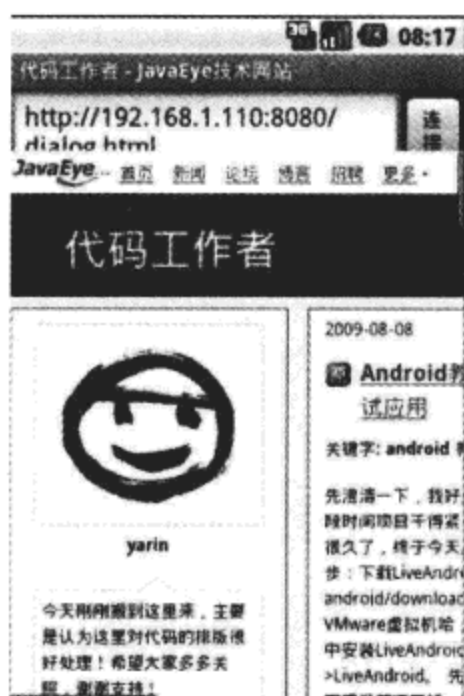 3G 08:17
代码工作者 - JavaEye技术网站
http://192.168.1.110:8080/
dialog.html
连接
JavaEye 首页 新闻 论坛 博客 招聘 更多
代码工作者
yarin
今天刚刚搬到这里来，主要
是认为这里对代码的排版很
好处理！希望大家多多关
照，谢谢支持！
2009-08-08
Android
试应用
关键字: android
先澄清一下，我好
段时间项目干得紧
很久了，终于今天
步：下载LiveAndro
android/download
VMware虚拟机哈
中安装LiveAndroid
>LiveAndroid。 先